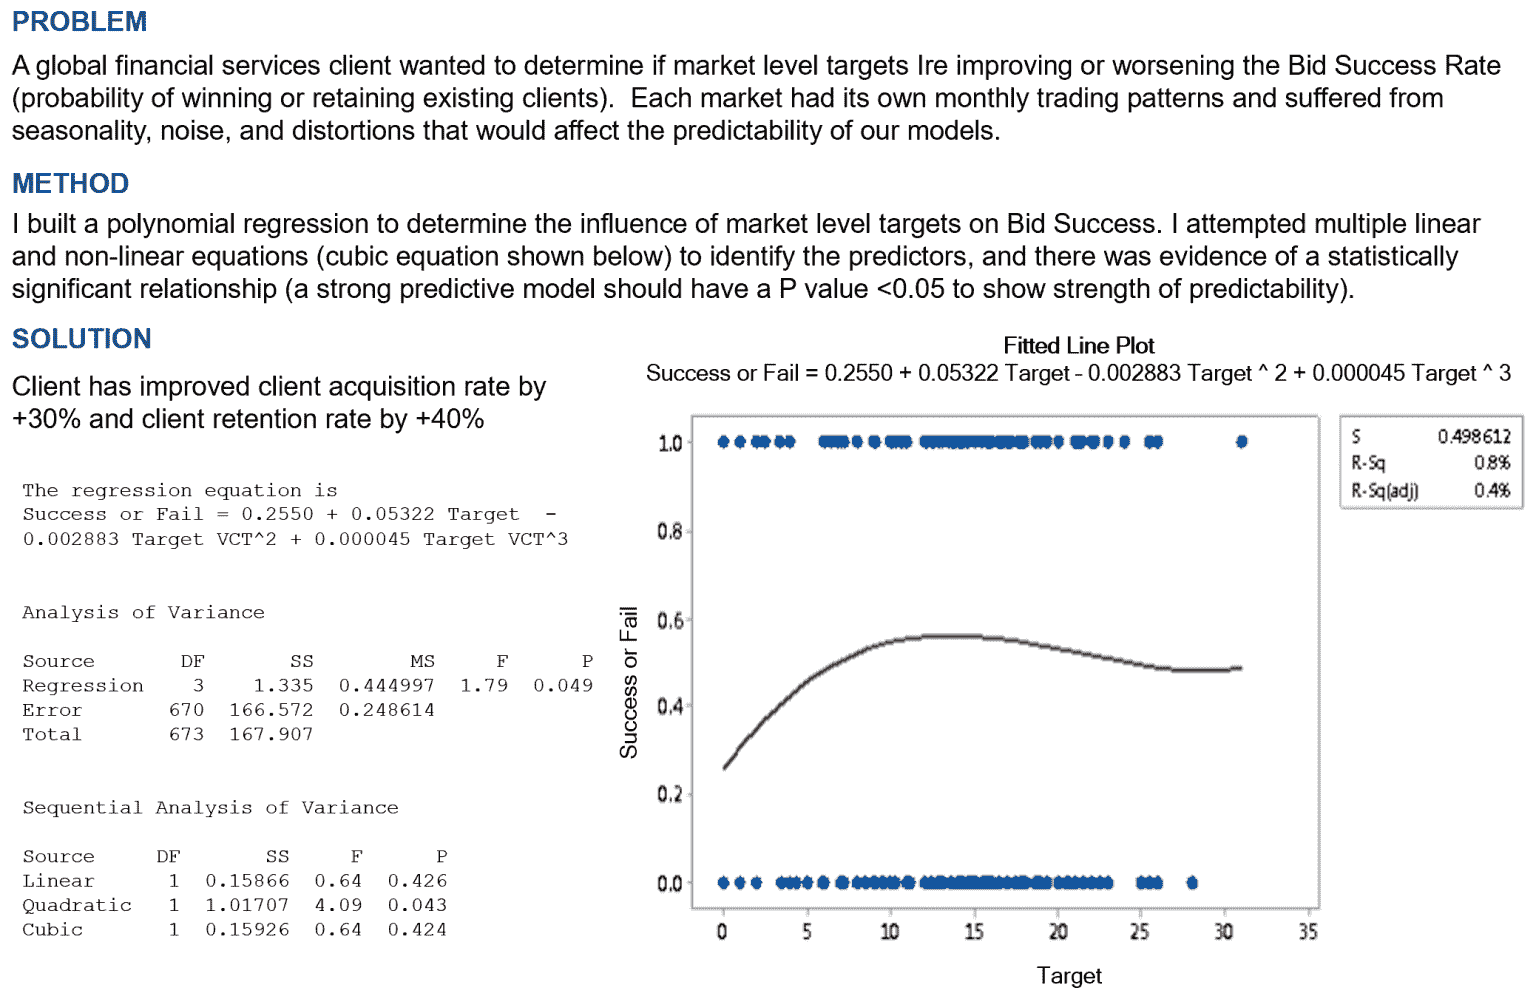 PROBLEM
A global financial services client wanted to determine if market level targets Ire improving or worsening the Bid Success Rate
(probability of winning or retaining existing clients).  Each market had its own monthly trading patterns and suffered from
seasonality, noise, and distortions that would affect the predictability of our models.
METHOD
I built a polynomial regression to determine the influence of market level targets on Bid Success. I attempted multiple linear
and non-linear equations (cubic equation shown below) to identify the predictors, and there was evidence of a statistically
significant relationship (a strong predictive model should have a P value <0.05 to show strength of predictability).
SOLUTION
Client has improved client acquisition rate by
+30% and client retention rate by +40%
The regression equation is
Success or Fail = 0.2550 + 0.05322 Target  -
0.002883 Target VCT^2 + 0.000045 Target VCT^3
Analysis of Variance
Source DF SS MS F P
Regression 3 1.335 0.444997 1.79 0.049
Error 670 166.572 0.248614
Total 673 167.907
Sequential Analysis of Variance
Source DF SS F P
Linear 1 0.15866 0.64 0.426
Quadratic 1 1.01707 4.09 0.043
Cubic 1 0.15926 0.64 0.424
Fitted Line Plot
Success or Fail = 0.2550 + 0.05322 Target - 0.002883 Target ^ 2 + 0.000045 Target ^ 3
S 0.498612
R-Sq 0.8%
R-Sq(adj) 0.4%
Success or Fail
1.0
0.8
0.6
0.4
0.2
0.0
0 5 10 15 20 25 30 35
Target